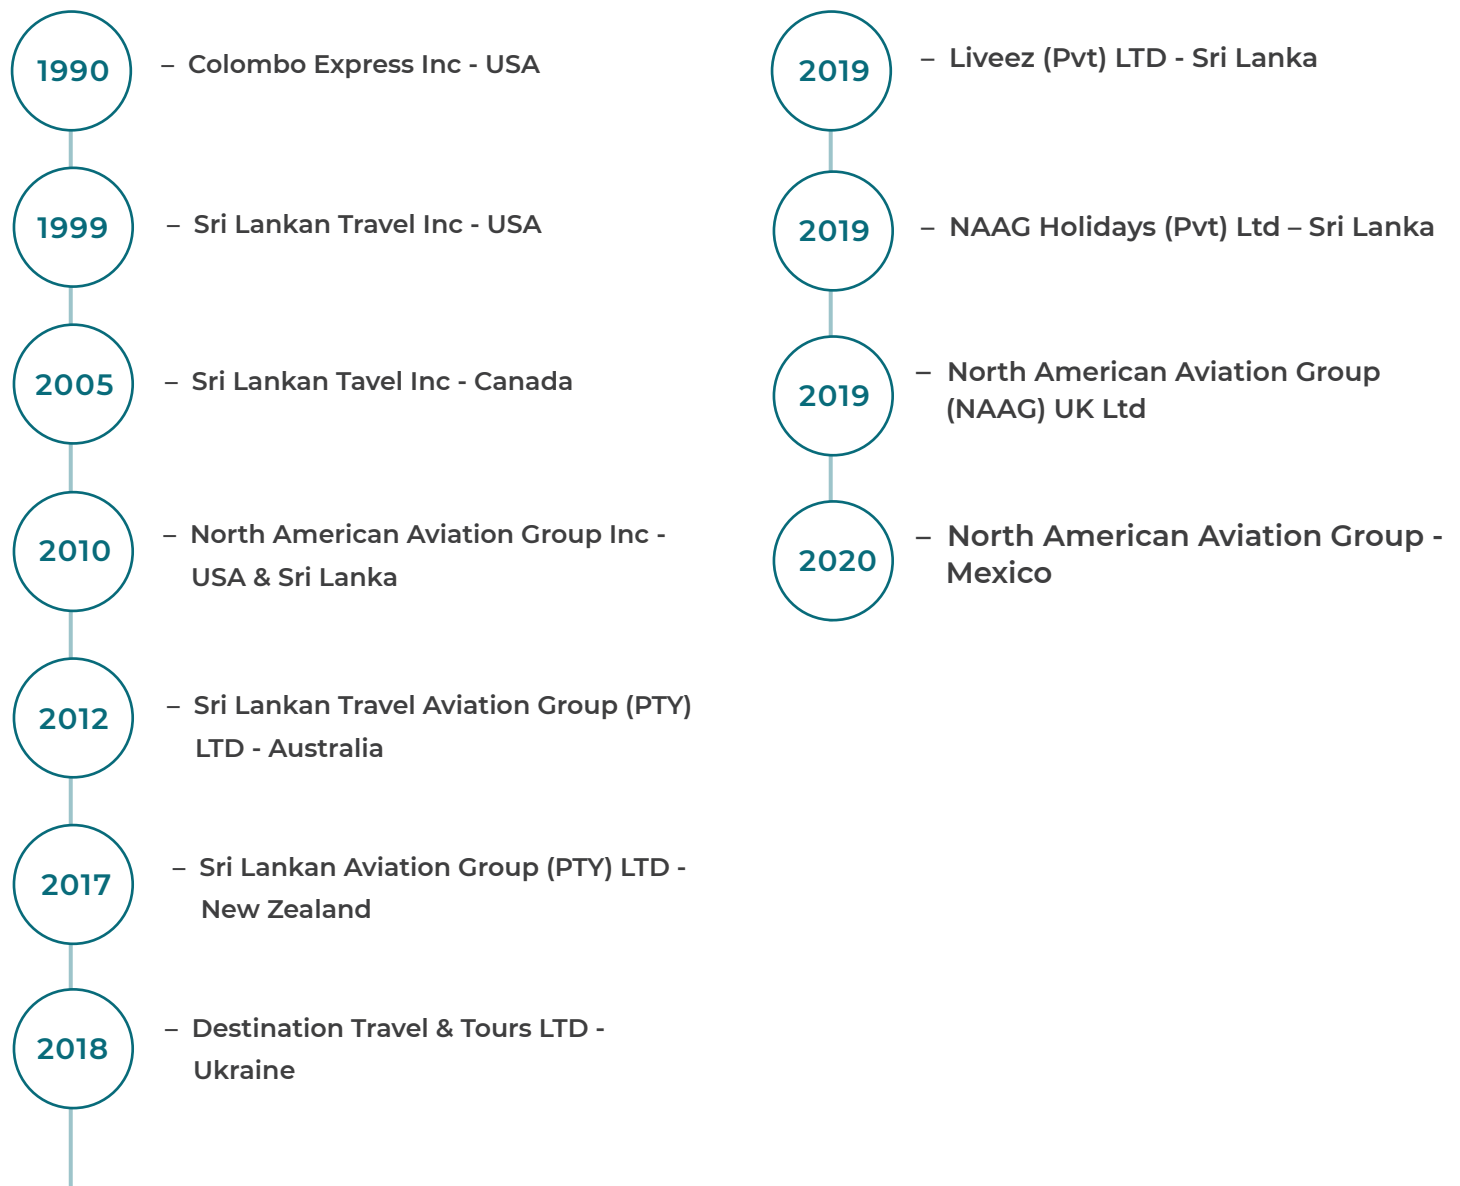 1990
– Colombo Express Inc - USA
1999
– Sri Lankan Travel Inc - USA
2005
– Sri Lankan Tavel Inc - Canada
2010
– North American Aviation Group Inc -
USA & Sri Lanka
2012
– Sri Lankan Travel Aviation Group (PTY)
LTD - Australia
2017
– Sri Lankan Aviation Group (PTY) LTD -
New Zealand
2018
– Destination Travel & Tours LTD -
Ukraine
2019
– Liveez (Pvt) LTD - Sri Lanka
2019
– NAAG Holidays (Pvt) Ltd – Sri Lanka
2019
– North American Aviation Group
(NAAG) UK Ltd
2020
– North American Aviation Group -
Mexico